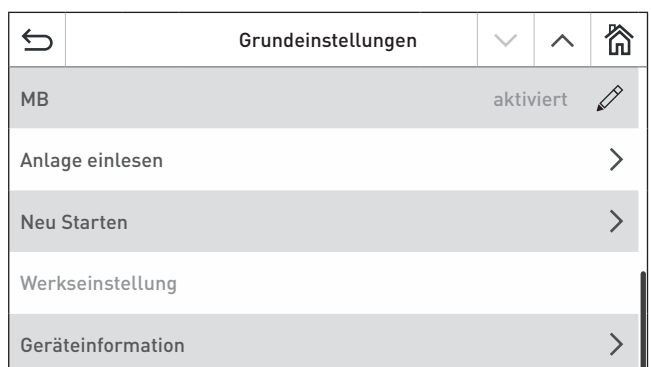 Grundeinstellungen
MB aktiviert
Anlage einlesen
Neu Starten
Werkseinstellung
Geräteinformation